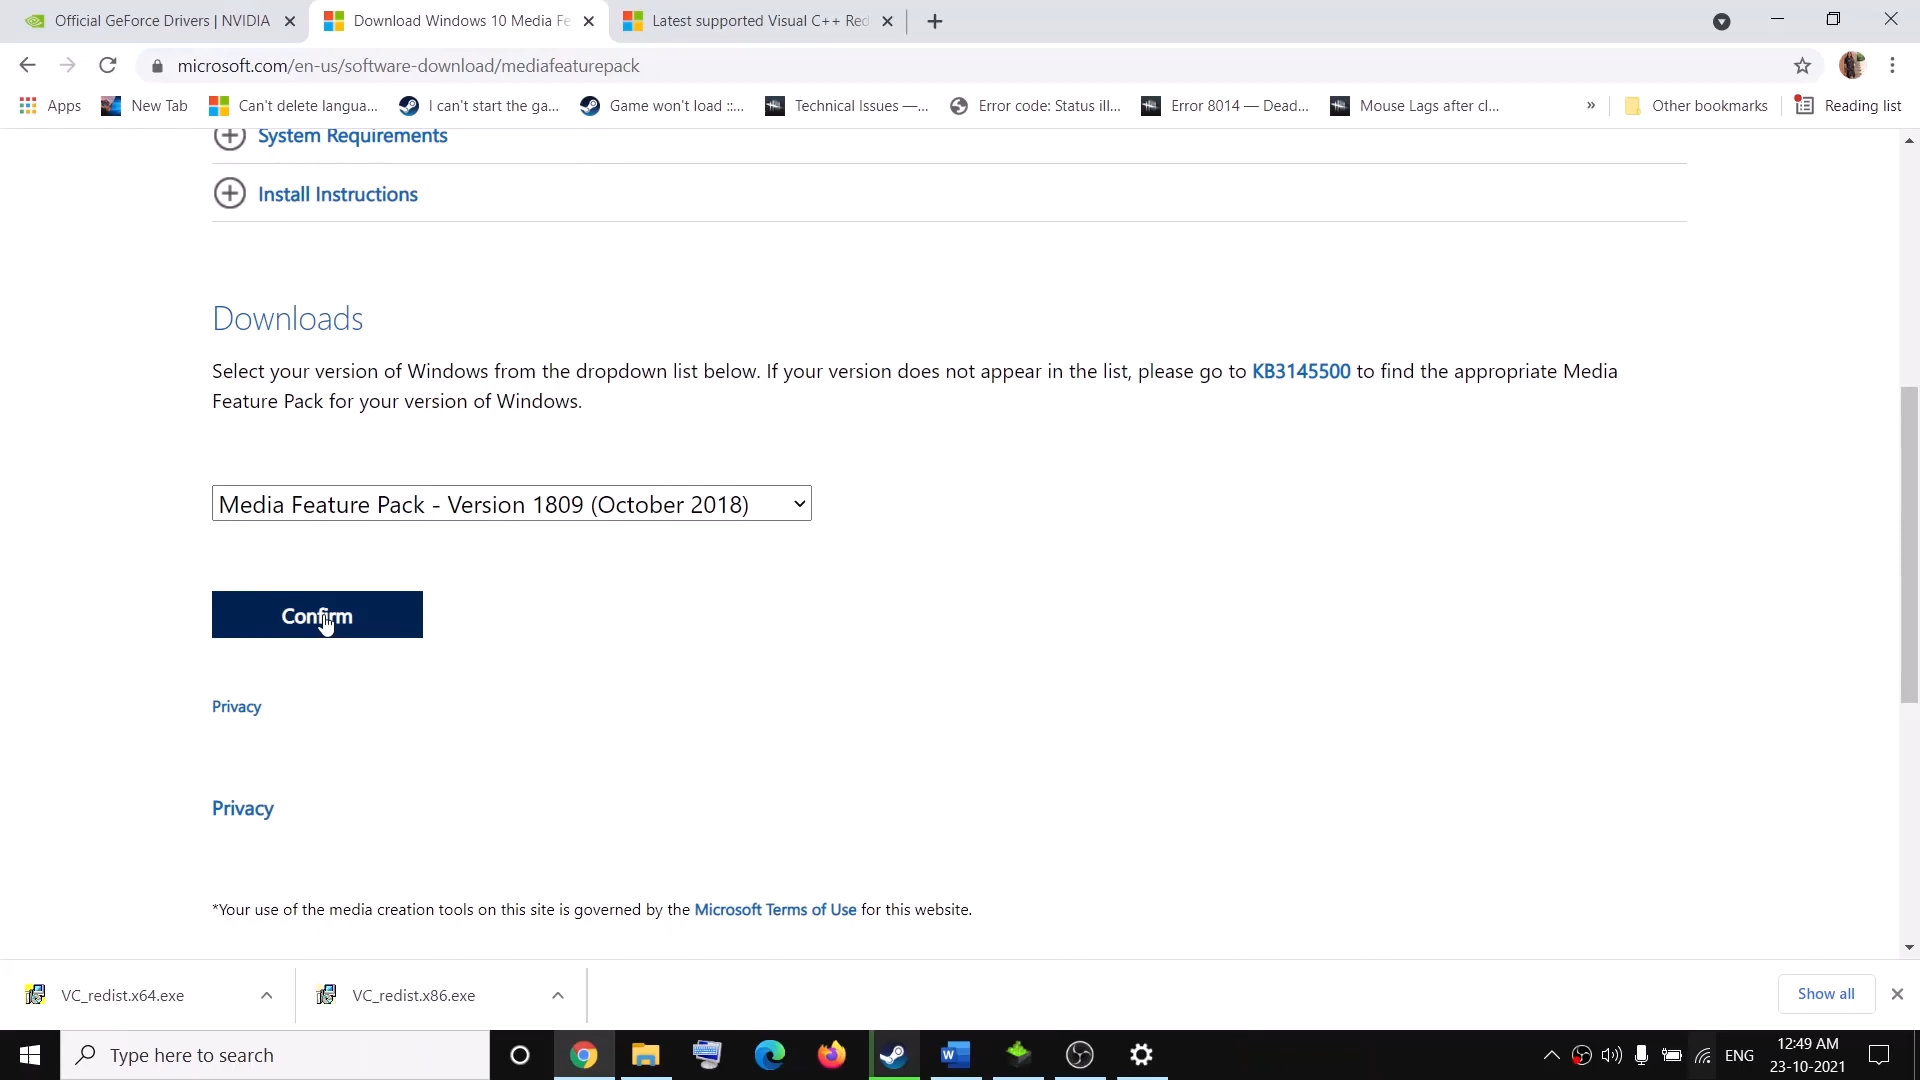 Official GeForce Drivers | NVIDIA
Download Windows 10 Media Fe
Latest supported Visual C++ Red
microsoft.com/en-us/software-download/mediafeaturepack
Apps
New Tab
Can't delete langua...
I can't start the ga...
Game won't load ::...
Technical Issues —...
Error code: Status ill...
Error 8014 — Dead...
Mouse Lags after cl...
»
Other bookmarks
Reading list
System Requirements
Install Instructions
Downloads
Select your version of Windows from the dropdown list below. If your version does not appear in the list, please go to KB3145500 to find the appropriate Media
Feature Pack for your version of Windows.
Media Feature Pack - Version 1809 (October 2018)
Confirm
Privacy
Privacy
*Your use of the media creation tools on this site is governed by the Microsoft Terms of Use for this website.
VC_redist.x64.exe
VC_redist.x86.exe
Show all
Type here to search
ENG
12:49 AM
23-10-2021